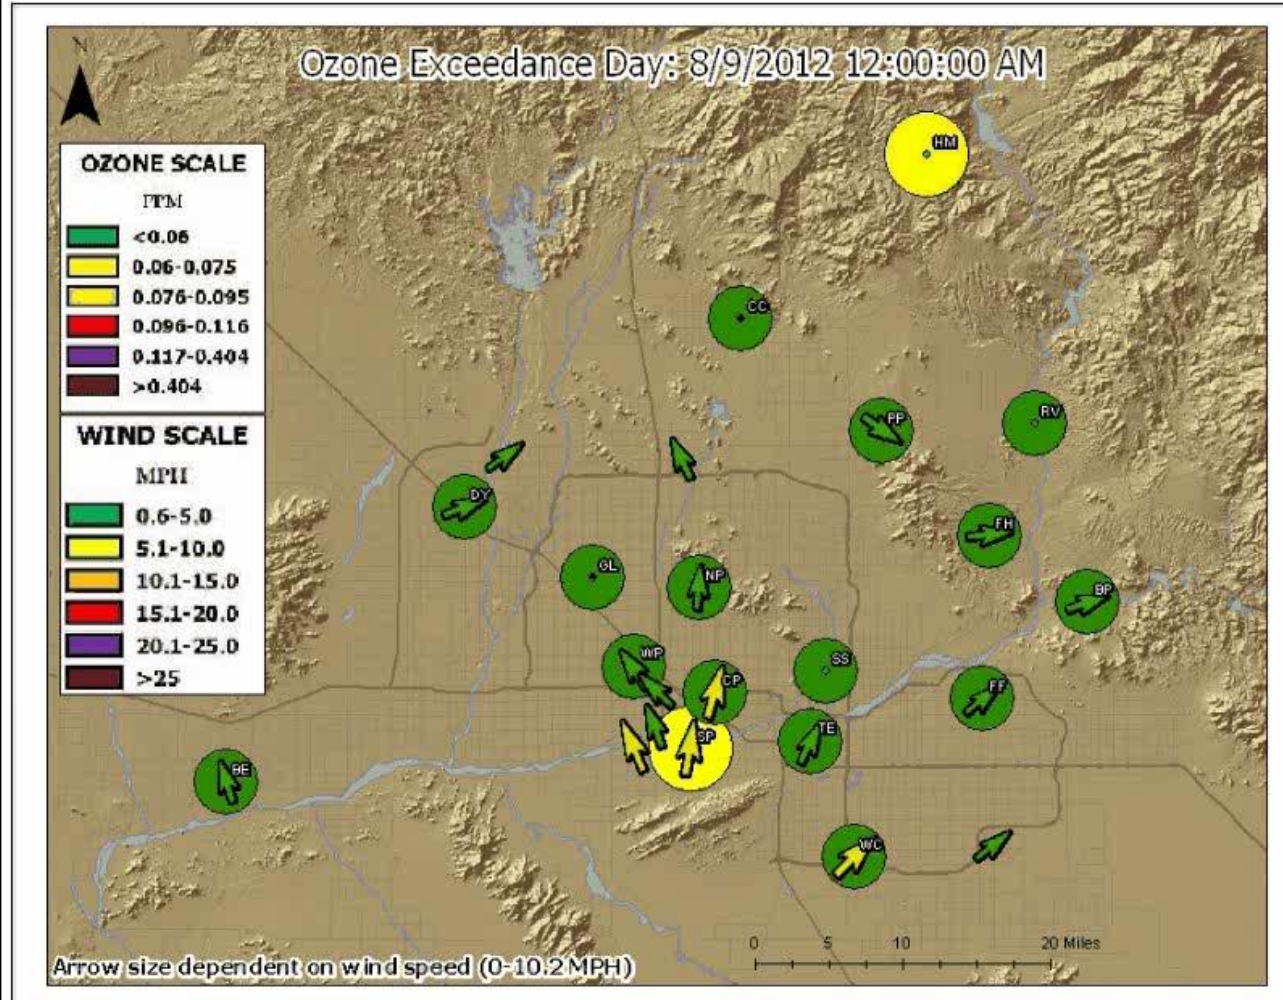 N
Ozone Exceedance Day: 8/9/2012 12:00:00 AM
HM
OZONE SCALE
PPM
<0.06
0.06-0.075
0.076-0.095
0.096-0.116
0.117-0.404
>0.404
WIND SCALE
MPH
0.6-5.0
5.1-10.0
10.1-15.0
15.1-20.0
20.1-25.0
>25
CC
PP
RV
DY
FH
GL
NP
BP
WP
SS
CP
FF
SP
TE
BE
WC
0 5 10 20 Miles
Arrow size dependent on wind speed (0-10.2 MPH)